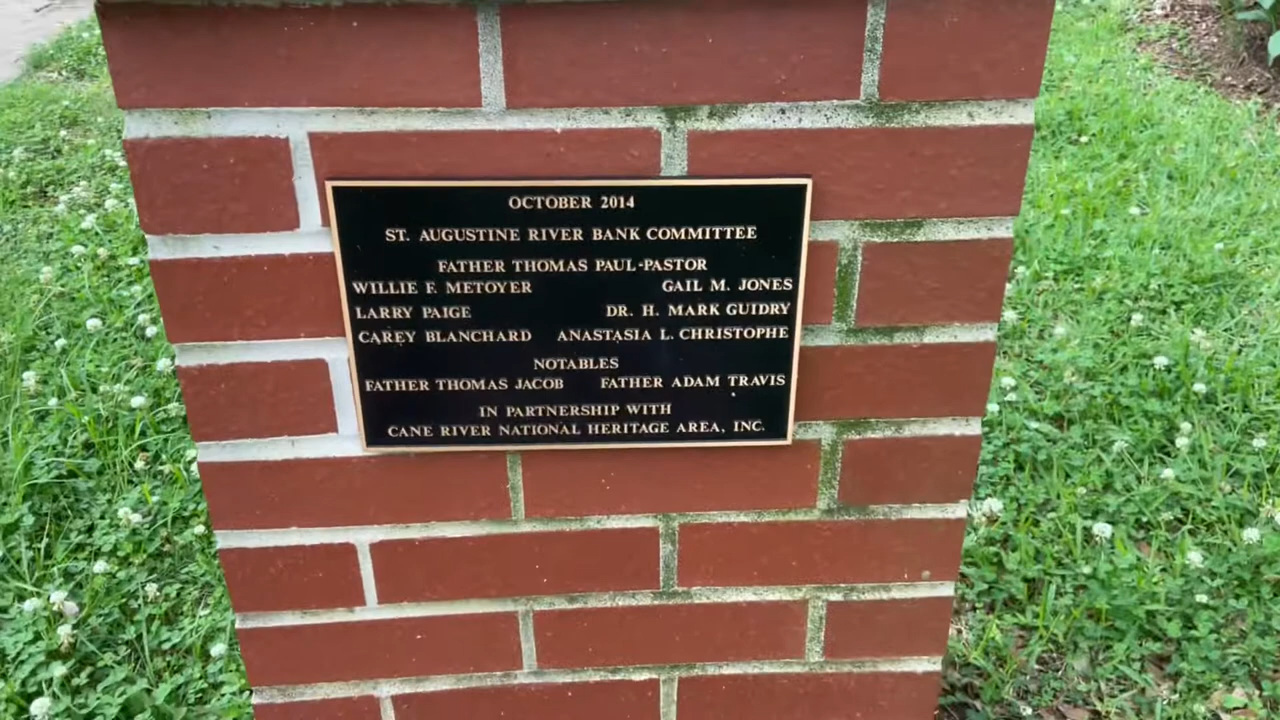 OCTOBER 2014
ST. AUGUSTINE RIVER BANK COMMITTEE
FATHER THOMAS PAUL-PASTOR
WILLIE F. METOYER GAIL M. JONES
LARRY PAIGE DR. H. MARK GUIDRY
CAREY BLANCHARD ANASTASIA L. CHRISTOPHE
NOTABLES
FATHER THOMAS JACOB FATHER ADAM TRAVIS
IN PARTNERSHIP WITH
CANE RIVER NATIONAL HERITAGE AREA, INC.